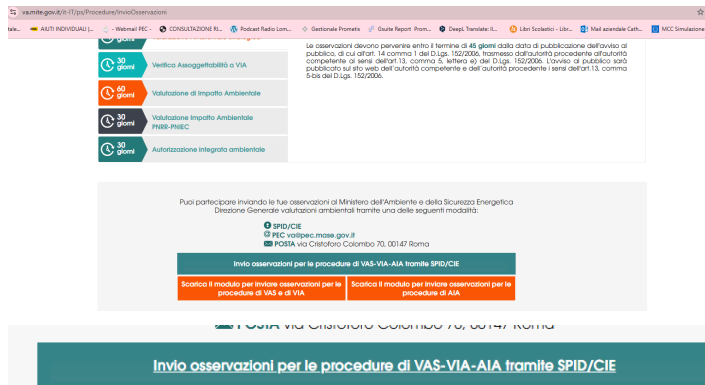 va.mite.gov.it/it-IT/ps/Procedure/InvioOsservazioni
AIUTI INDIVIDUALI |...
- Webmail PEC -
CONSULTAZIONE RI...
Podcast Radio Lom...
Gestionale Prometis
Gsuite Report Prom...
DeepL Translate: Il...
Libri Scolastici - Libr...
Mail aziendale Cath...
MCC Simulazione
giorni
Le osservazioni devono pervenire entro il termine di 45 giorni dalla data di pubblicazione dell'avviso al
pubblico, di cui all'art. 14 comma 1 del D.Lgs. 152/2006, trasmesso dall'autorità procedente all'autorità
competente ai sensi dell'art.13, comma 5, lettera e) del D.Lgs. 152/2006. L'avviso al pubblico sarà
pubblicato sul sito web dell'autorità competente e dell'autorità procedente i sensi dell'art.13, comma
5-bis del D.Lgs. 152/2006.
30 giorni Verifica Assoggettabilità a VIA
60 giorni Valutazione di Impatto Ambientale
30 giorni Valutazione Impatto Ambientale
PNRR-PNIEC
30 giorni Autorizzazione integrata ambientale
Puoi partecipare inviando le tue osservazioni al Ministero dell'Ambiente e della Sicurezza Energetica
Direzione Generale valutazioni ambientali tramite una delle seguenti modalità:
SPID/CIE
PEC va@pec.mase.gov.it
POSTA via Cristoforo Colombo 70, 00147 Roma
Invio osservazioni per le procedure di VAS-VIA-AIA tramite SPID/CIE
Scarica il modulo per inviare osservazioni per le
procedure di VAS e di VIA
Scarica il modulo per inviare osservazioni per le
procedure di AIA
POSTA via Cristoforo Colombo 70, 00147 Roma
Invio osservazioni per le procedure di VAS-VIA-AIA tramite SPID/CIE